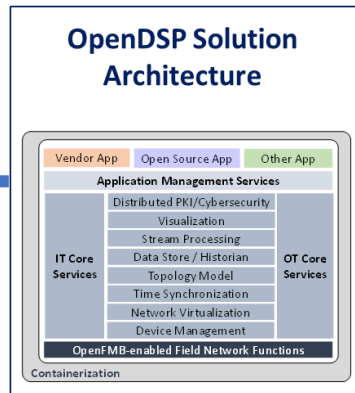 OpenDSP Solution
Architecture
Vendor App
Open Source App
Other App
Application Management Services
IT Core
Services
Distributed PKI/Cybersecurity
Visualization
Stream Processing
Data Store / Historian
Topology Model
Time Synchronization
Network Virtualization
Device Management
OT Core
Services
OpenFMB-enabled Field Network Functions
Containerization